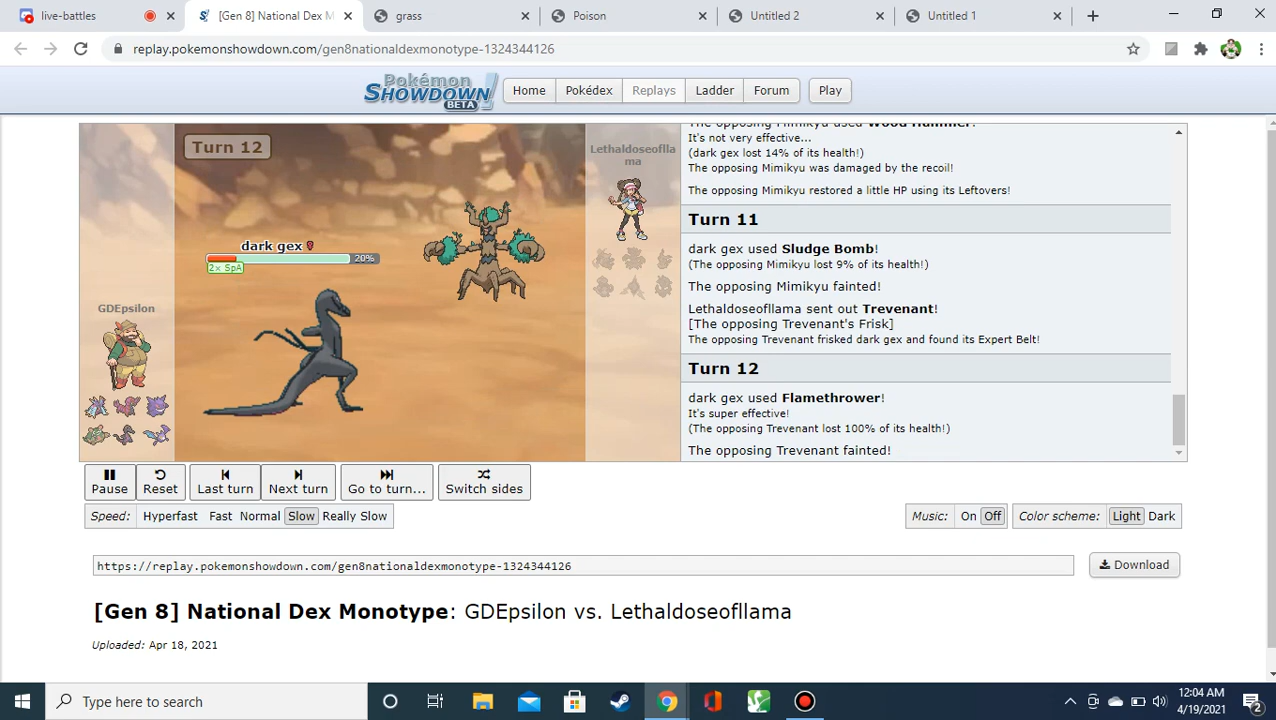 live-battles
[Gen 8] National Dex M
grass
Poison
Untitled 2
Untitled 1
replay.pokemonshowdown.com/gen8nationaldexmonotype-1324344126
Pokémon
SHOWDOWN!
BETA
Home
Pokédex
Replays
Ladder
Forum
Play
Turn 12
Lethaldoseoflla
ma
dark gex
20%
2x SpA
GDEpsilon
The opposing Mimikyu used Wood Hammer!
It's not very effective...
(dark gex lost 14% of its health!)
The opposing Mimikyu was damaged by the recoil!
The opposing Mimikyu restored a little HP using its Leftovers!
Turn 11
dark gex used Sludge Bomb!
(The opposing Mimikyu lost 9% of its health!)
The opposing Mimikyu fainted!
Lethaldoseofllama sent out Trevenant!
[The opposing Trevenant's Frisk]
The opposing Trevenant frisked dark gex and found its Expert Belt!
Turn 12
dark gex used Flamethrower!
It's super effective!
(The opposing Trevenant lost 100% of its health!)
The opposing Trevenant fainted!
Pause
Reset
Last turn
Next turn
Go to turn...
Switch sides
Speed: Hyperfast Fast Normal Slow Really Slow
Music: On Off
Color scheme: Light Dark
https://replay.pokemonshowdown.com/gen8nationaldexmonotype-1324344126
Download
[Gen 8] National Dex Monotype: GDEpsilon vs. Lethaldoseofllama
Uploaded: Apr 18, 2021
Type here to search
12:04 AM
4/19/2021
2